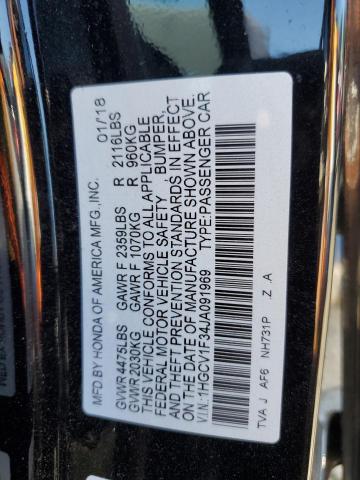 MFD.BY HONDA OF AMERICA MFG.,INC. 01/18
GVWR 4475LBS GAWR F 2359LBS R 2116LBS
GVWR 2030KG GAWR F 1070KG R 960KG
THIS VEHICLE CONFORMS TO ALL APPLICABLE
FEDERAL MOTOR VEHICLE SAFETY BUMPER,
AND THEFT PREVENTION STANDARDS IN EFFECT
ON THE DATE OF MANUFACTURE SHOWN ABOVE.
V.I.N.:1HGCV1F34JA091969 TYPE:PASSENGER CAR
TVA J AF6 NH731P Z .A